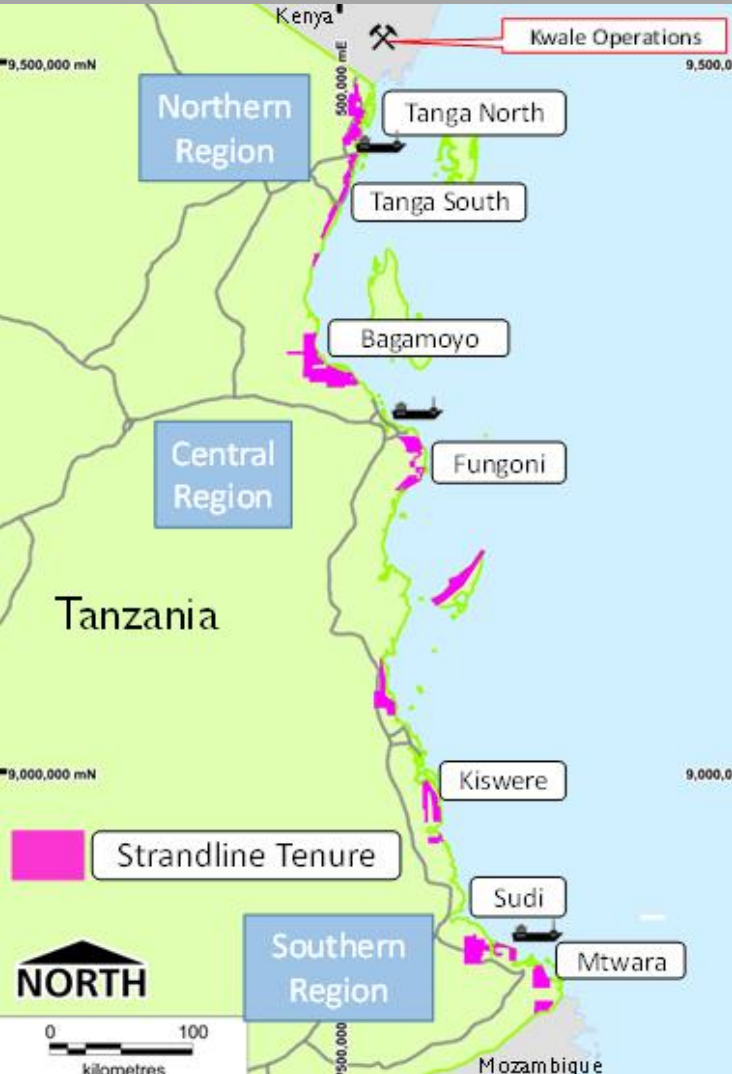 Kenya
Kwale Operations
9,500,000 mN
500,000 mE
9,500,0
Northern
Region
Tanga North
Tanga South
Bagamoyo
Central
Region
Fungoni
Tanzania
9,000,000 mN
9,000,0
Kiswere
Strandline Tenure
Sudi
Southern
Region
Mtwara
NORTH
0 100
kilometres
500,000
Mozambique